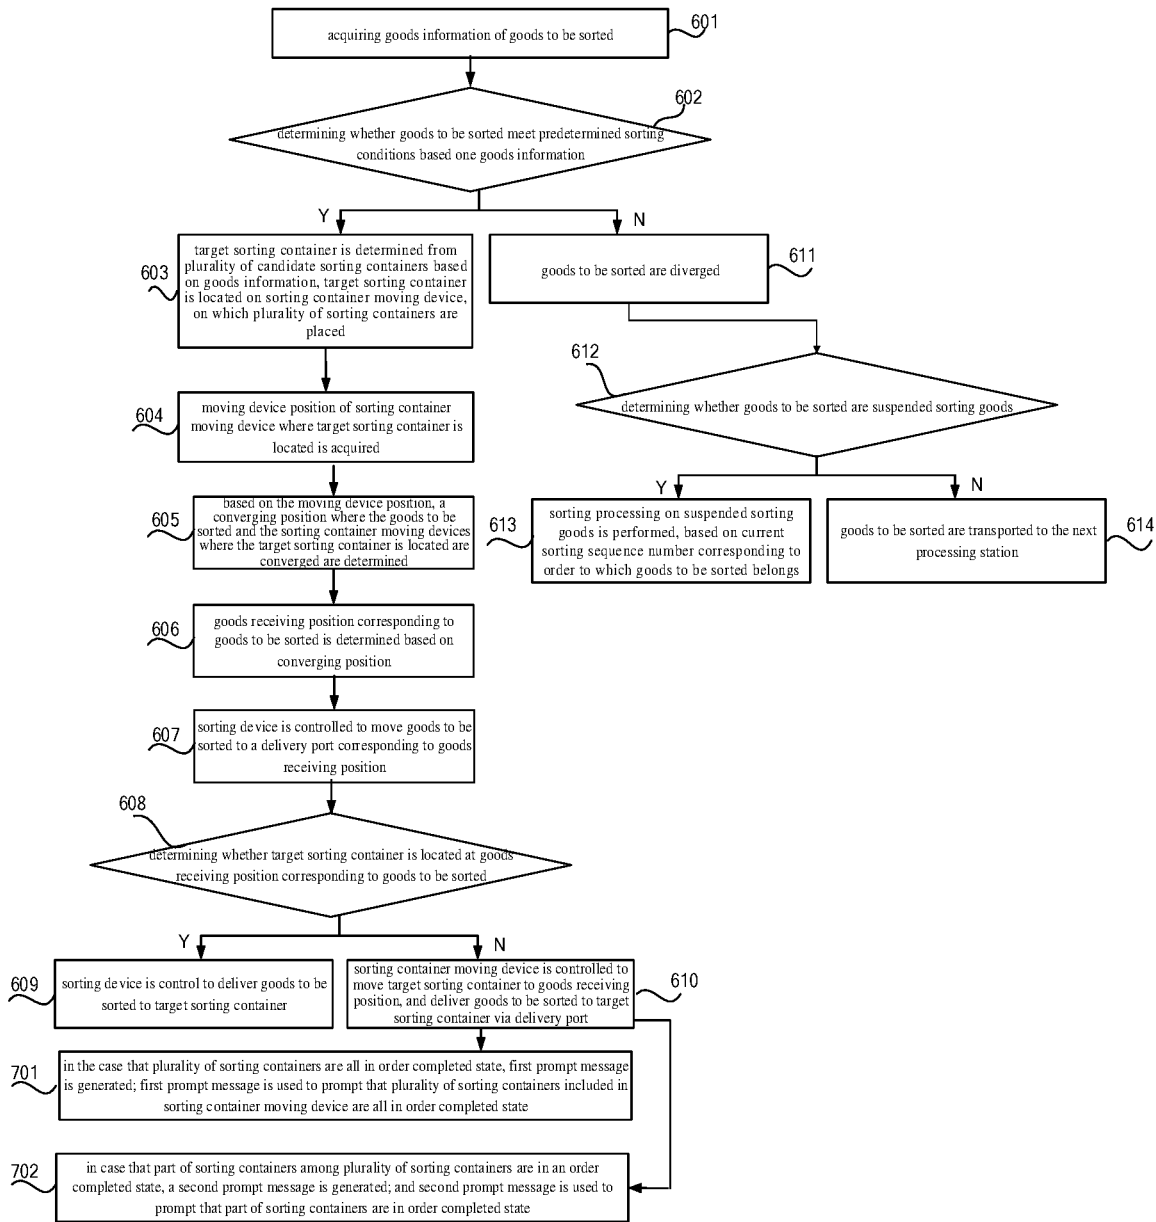 601
acquiring goods information of goods to be sorted
602
determining whether goods to be sorted meet predetermined sorting
conditions based one goods information
Y
N
603
target sorting container is determined from
plurality of candidate sorting containers based
on goods information, target sorting container
is located on sorting container moving device,
on which plurality of sorting containers are
placed
611
goods to be sorted are diverged
612
determining whether goods to be sorted are suspended sorting goods
604
moving device position of sorting container
moving device where target sorting container is
located is acquired
Y
N
605
based on the moving device position, a
converging position where the goods to be
sorted and the sorting container moving devices
where the target sorting container is located are
converged are determined
613
sorting processing on suspended sorting
goods is performed, based on current
sorting sequence number corresponding to
order to which goods to be sorted belongs
goods to be sorted are transported to the next
processing station
614
606
goods receiving position corresponding to
goods to be sorted is determined based on
converging position
607
sorting device is controlled to move goods to be
sorted to a delivery port corresponding to goods
receiving position
608
determining whether target sorting container is located at goods
receiving position corresponding to goods to be sorted
Y
N
609
sorting device is control to deliver goods to be
sorted to target sorting container
sorting container moving device is controlled to
move target sorting container to goods receiving
position, and deliver goods to be sorted to target
sorting container via delivery port
610
701
in the case that plurality of sorting containers are all in order completed state, first prompt message
is generated; first prompt message is used to prompt that plurality of sorting containers included in
sorting container moving device are all in order completed state
702
in case that part of sorting containers among plurality of sorting containers are in an order
completed state, a second prompt message is generated; and second prompt message is used to
prompt that part of sorting containers are in order completed state